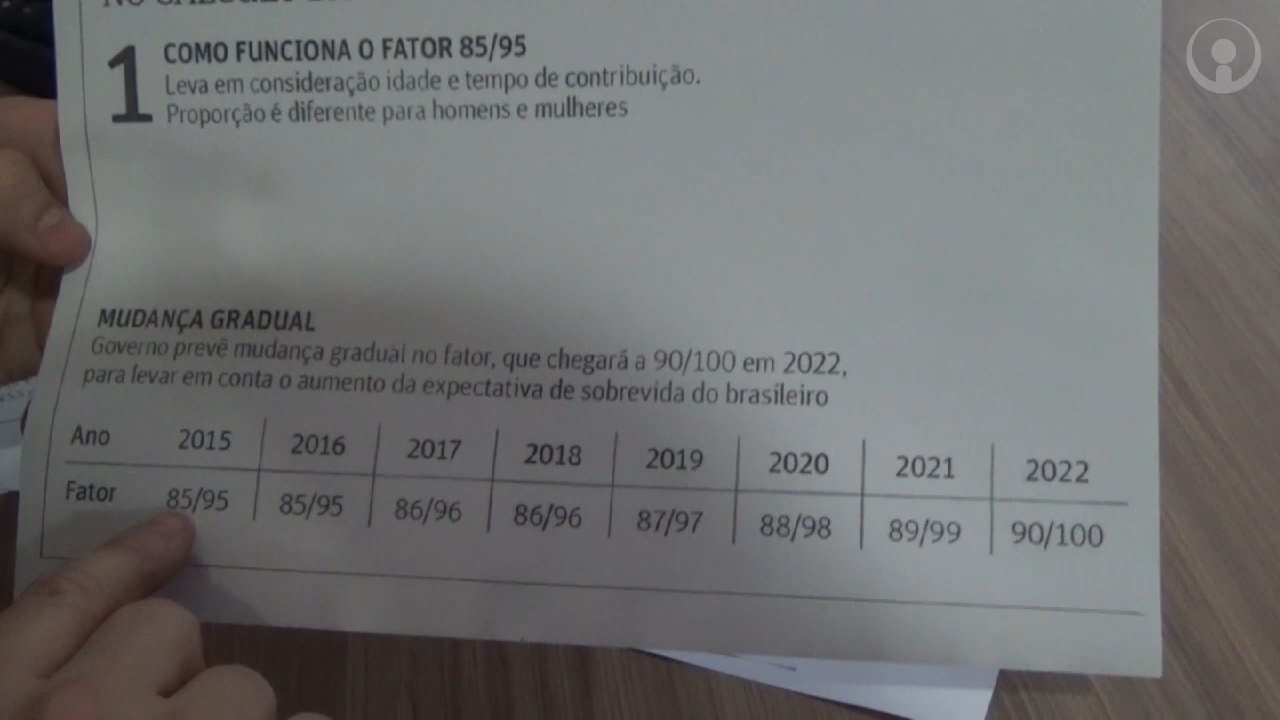 1
COMO FUNCIONA O FATOR 85/95
Leva em consideração idade e tempo de contribuição.
Proporção é diferente para homens e mulheres
MUDANÇA GRADUAL
Governo prevê mudança gradual no fator, que chegará a 90/100 em 2022,
para levar em conta o aumento da expectativa de sobrevida do brasileiro
Ano 2015 2016 2017 2018 2019 2020 2021 2022
Fator 85/95 85/95 86/96 86/96 87/97 88/98 89/99 90/100